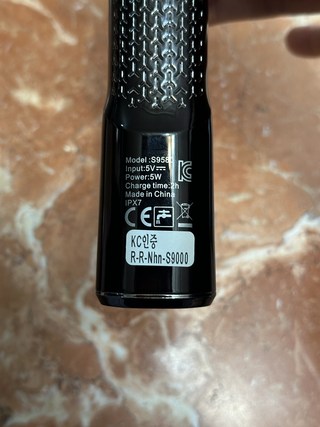 Model :S958
Input:5V⎓
Power:5W
Charge time:2h
Made in China
IPX7
CE
KC인증
R-R-Nhn-S9000